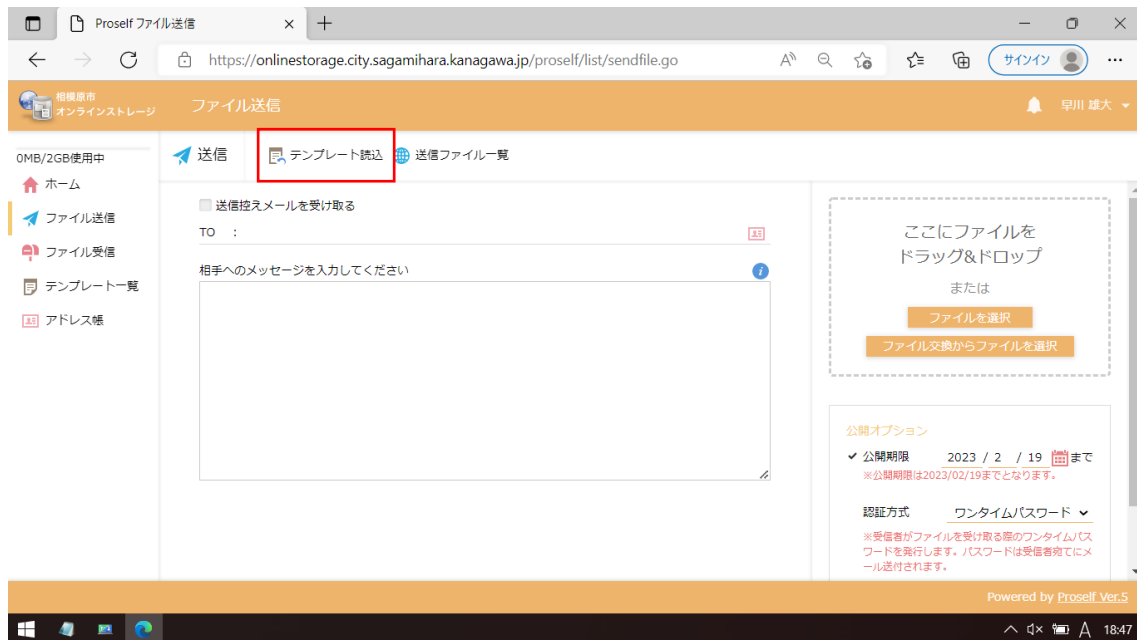 Proself ファイル送信
https://onlinestorage.city.sagamihara.kanagawa.jp/proself/list/sendfile.go
サインイン
相模原市
オンラインストレージ
ファイル送信
早川 雄大
0MB/2GB使用中
ホーム
ファイル送信
ファイル受信
テンプレート一覧
アドレス帳
送信
テンプレート読込
送信ファイル一覧
送信控えメールを受け取る
TO :
相手へのメッセージを入力してください
ここにファイルを
ドラッグ&ドロップ
または
ファイルを選択
ファイル交換からファイルを選択
公開オプション
公開期限 2023 / 2 / 19 まで
※公開期限は2023/02/19までとなります。
認証方式 ワンタイムパスワード
※受信者がファイルを受け取る際のワンタイムパス
ワードを発行します。パスワードは受信者宛てにメ
ール送付されます。
Powered by Proself Ver.5
A 18:47